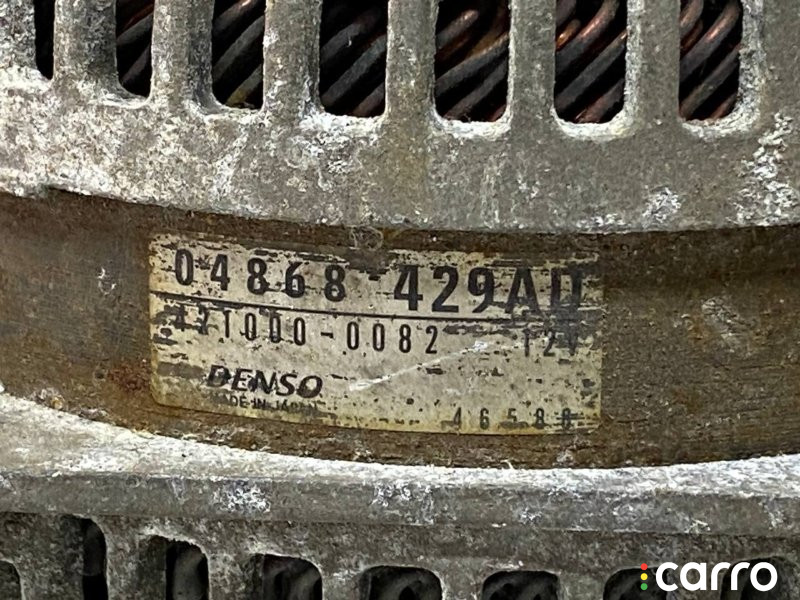 04868 429AD
421000-0082 12V
DENSO
MADE IN JAPAN
46580
carro